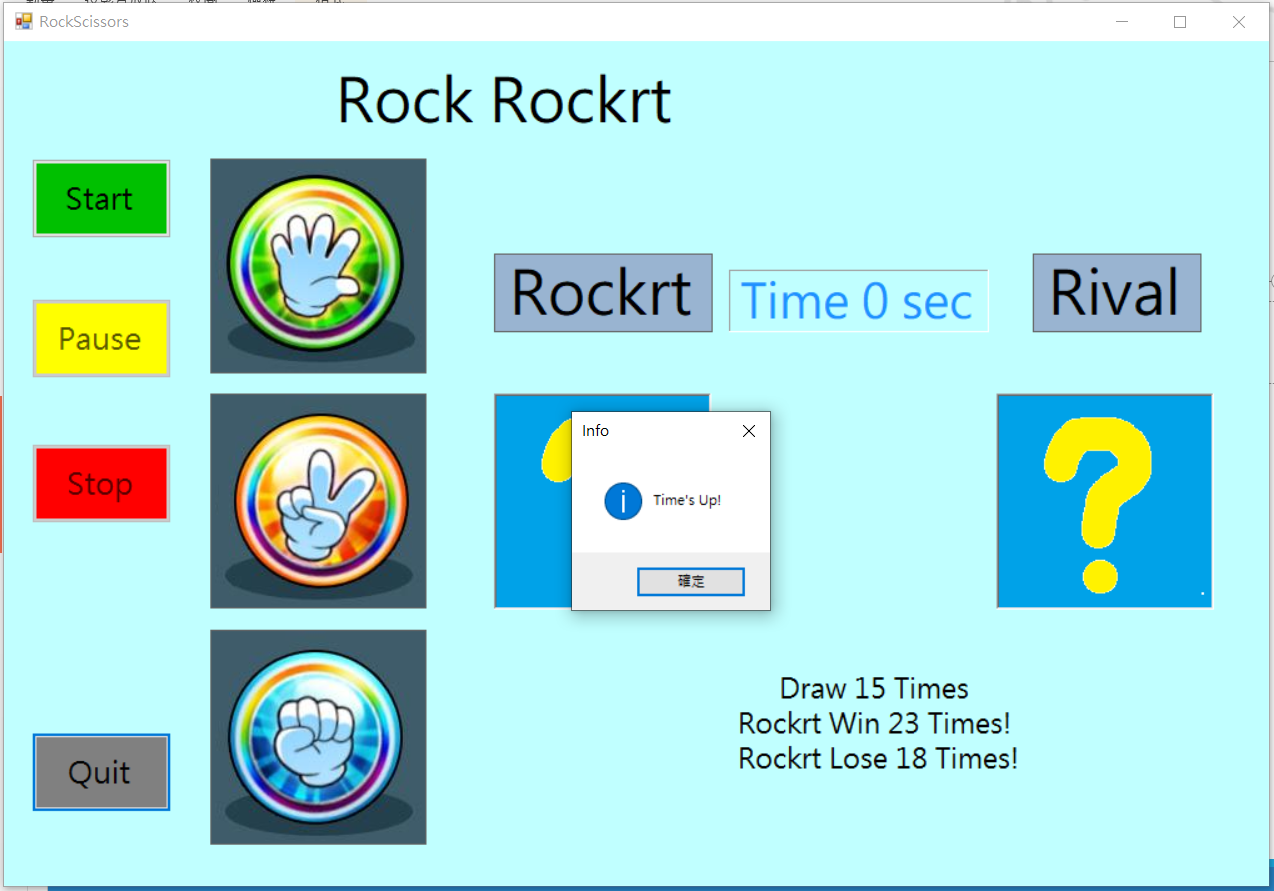 RockScissors
Rock Rockrt
Start
Pause
Stop
Quit
Rockrt
Time 0 sec
Rival
Info
Time's Up!
確定
Draw 15 Times
Rockrt Win 23 Times!
Rockrt Lose 18 Times!